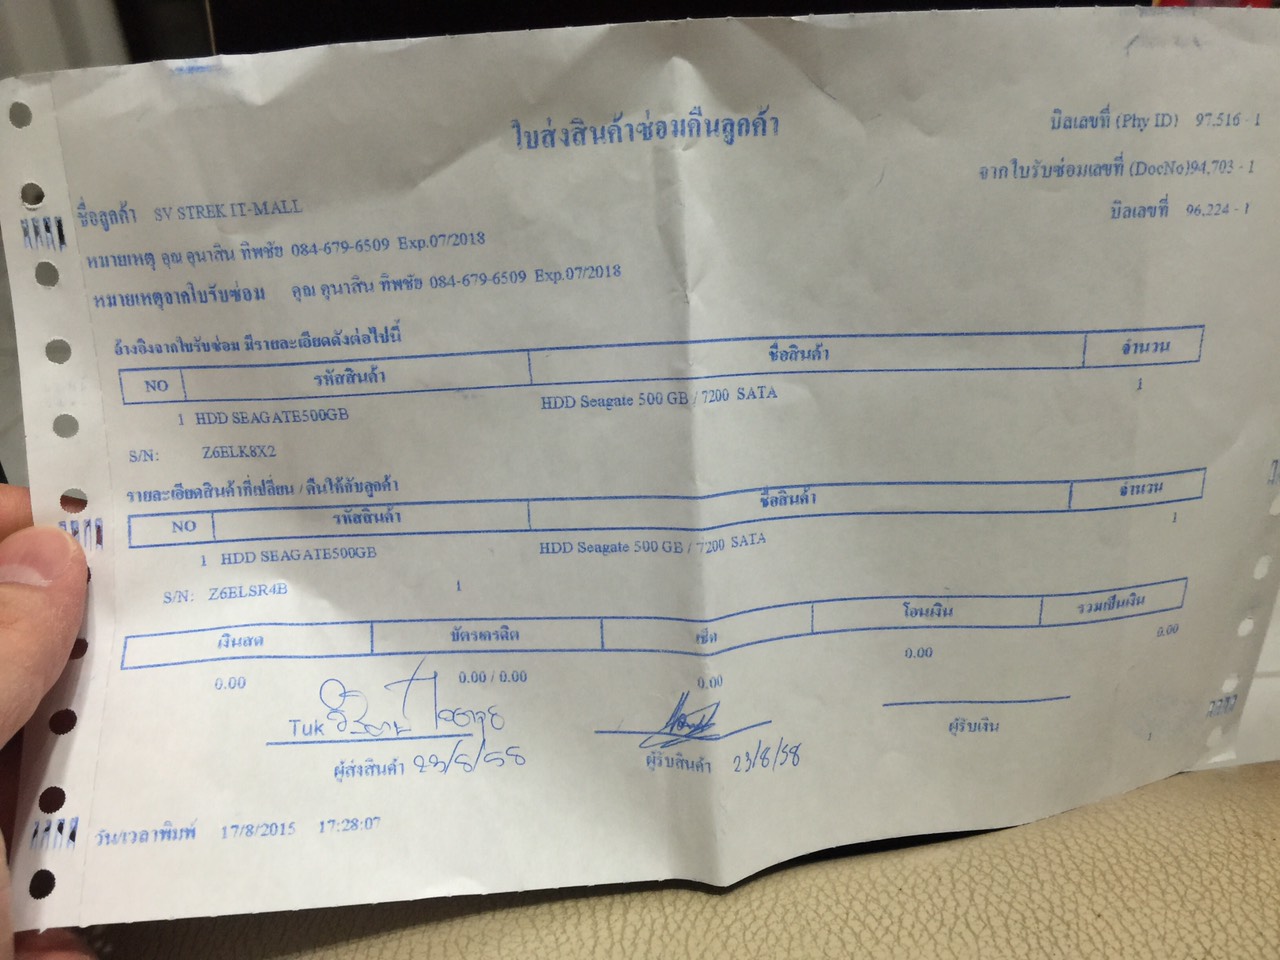 ใบส่งสินค้าซ่อมคืนลูกค้า
บิลเลขที่ (Phy ID) 97,516 - 1
จากใบรับซ่อมเลขที่ (DocNo)94,703 - 1
บิลเลขที่ 96,224 - 1
ชื่อลูกค้า SV STREK IT-MALL
หมายเหตุ คุณ คุนาสิน ทิพชัย 084-679-6509 Exp.07/2018
หมายเหตุจากใบรับซ่อม คุณ คุนาสิน ทิพชัย 084-679-6509 Exp.07/2018
อ้างอิงจากใบรับซ่อม มีรายละเอียดดังต่อไปนี้
NO รหัสสินค้า ชื่อสินค้า จำนวน
1 HDD SEAGATE500GB HDD Seagate 500 GB / 7200 SATA 1
S/N: Z6ELK8X2
รายละเอียดสินค้าที่เปลี่ยน / คืนให้กับลูกค้า
NO รหัสสินค้า ชื่อสินค้า จำนวน
1 HDD SEAGATE500GB HDD Seagate 500 GB / 7200 SATA 1
S/N: Z6ELSR4B 1
เงินสด บัตรเครดิต เช็ค โอนเงิน รวมเป็นเงิน
0.00 0.00 / 0.00 0.00 0.00 0.00
Tuk
ผู้ส่งสินค้า 23/8/58 ผู้รับสินค้า 23/8/58 ผู้รับเงิน
วัน/เวลาพิมพ์ 17/8/2015 17:28:07